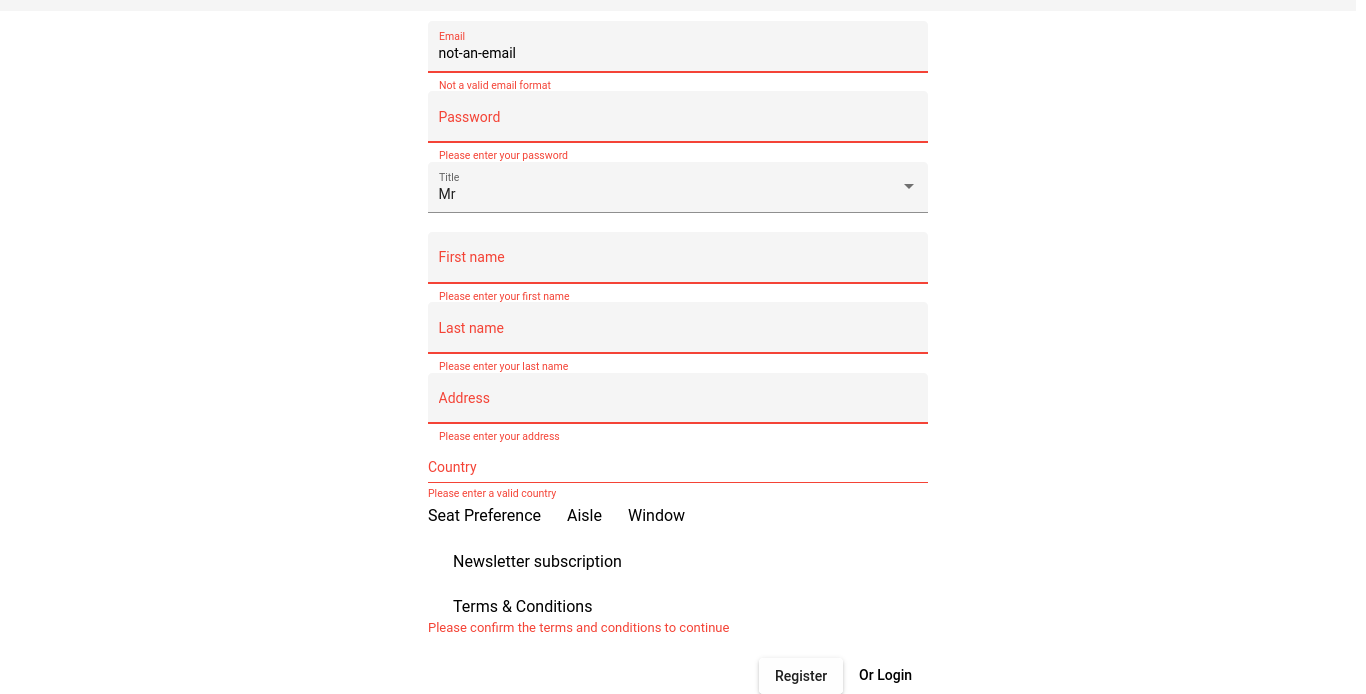 Email
not-an-email
Not a valid email format
Password
Please enter your password
Title
Mr
First name
Please enter your first name
Last name
Please enter your last name
Address
Please enter your address
Country
Please enter a valid country
Seat Preference Aisle Window
Newsletter subscription
Terms & Conditions
Please confirm the terms and conditions to continue
Register Or Login